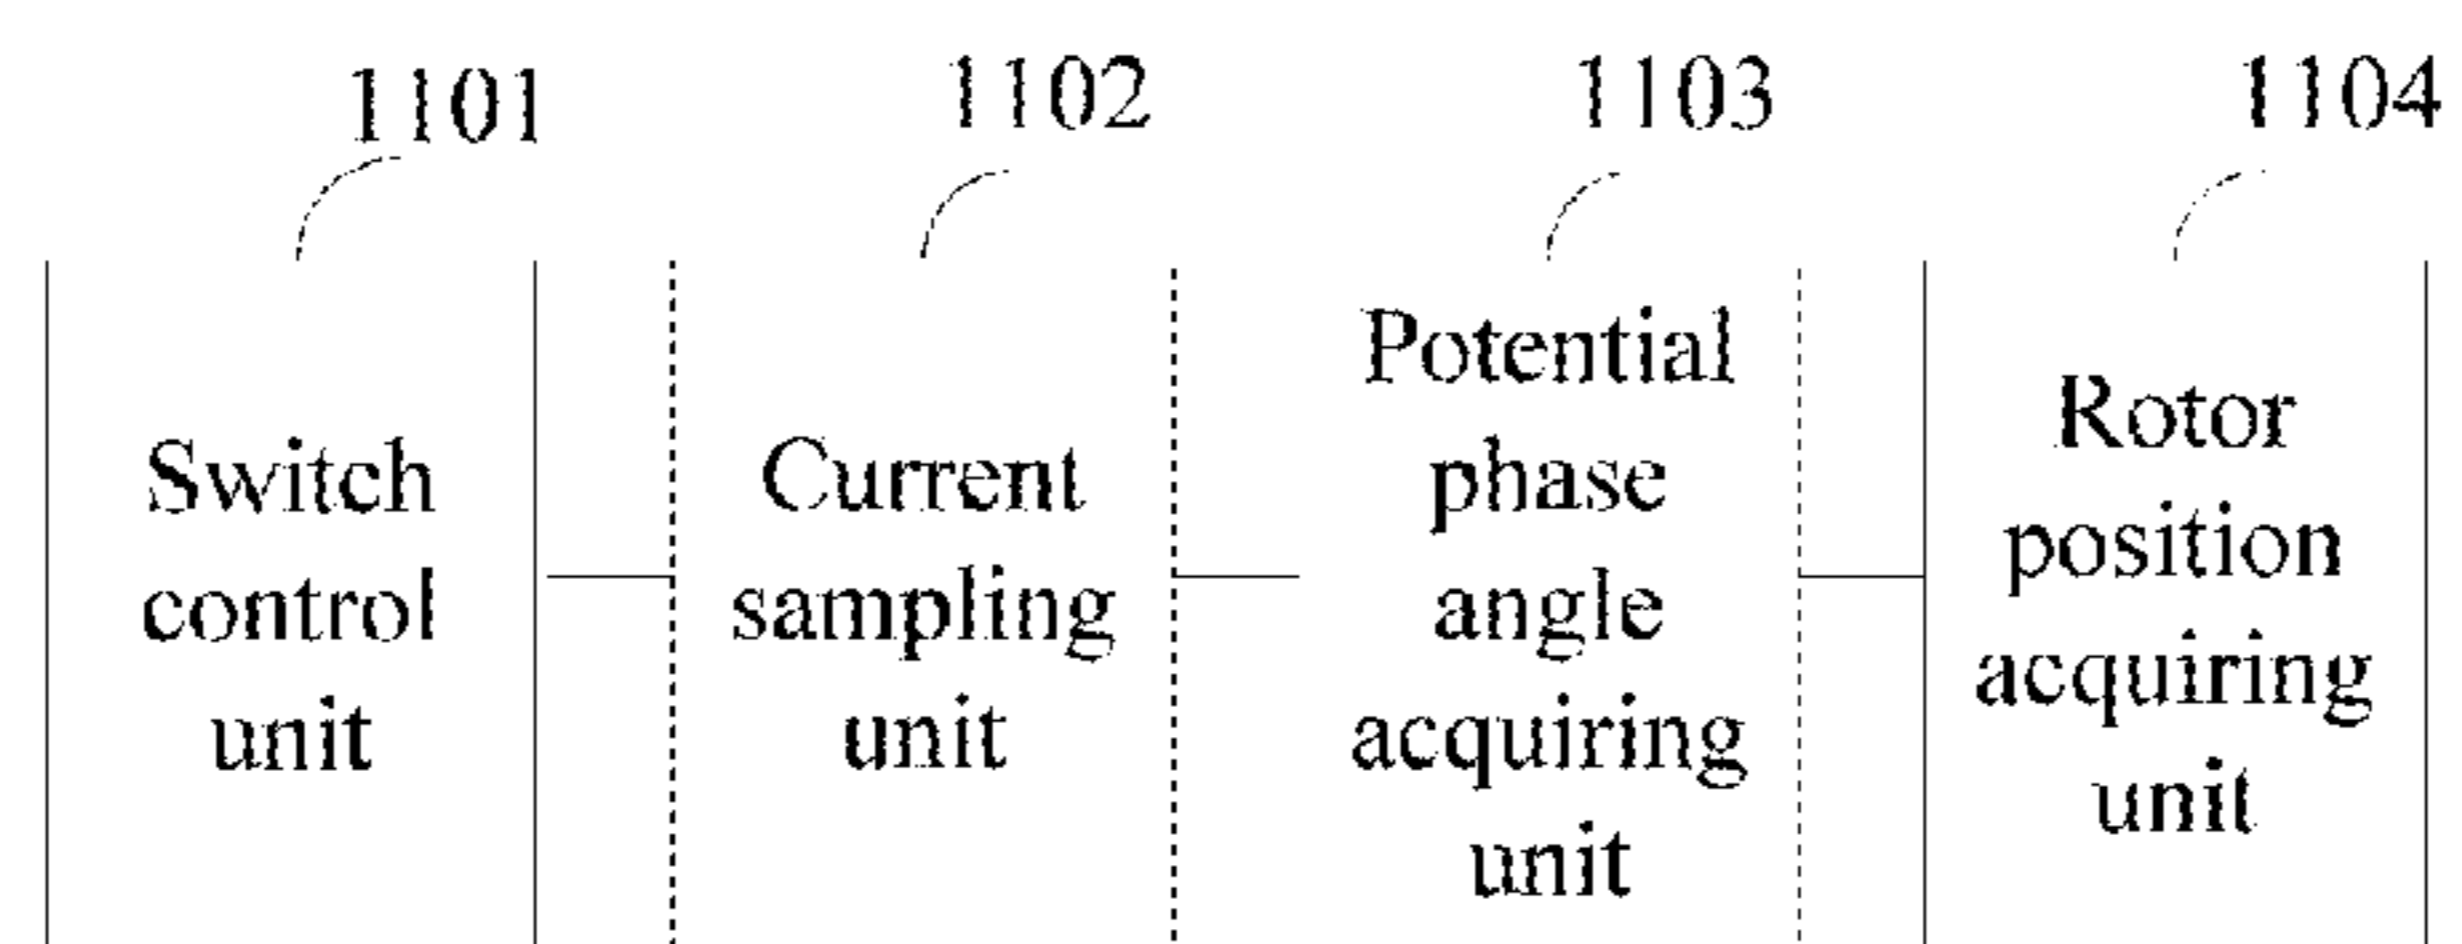 1101
1102
1103
1104
Switch
control
unit
Current
sampling
unit
Potential
phase
angle
acquiring
unit
Rotor
position
acquiring
unit